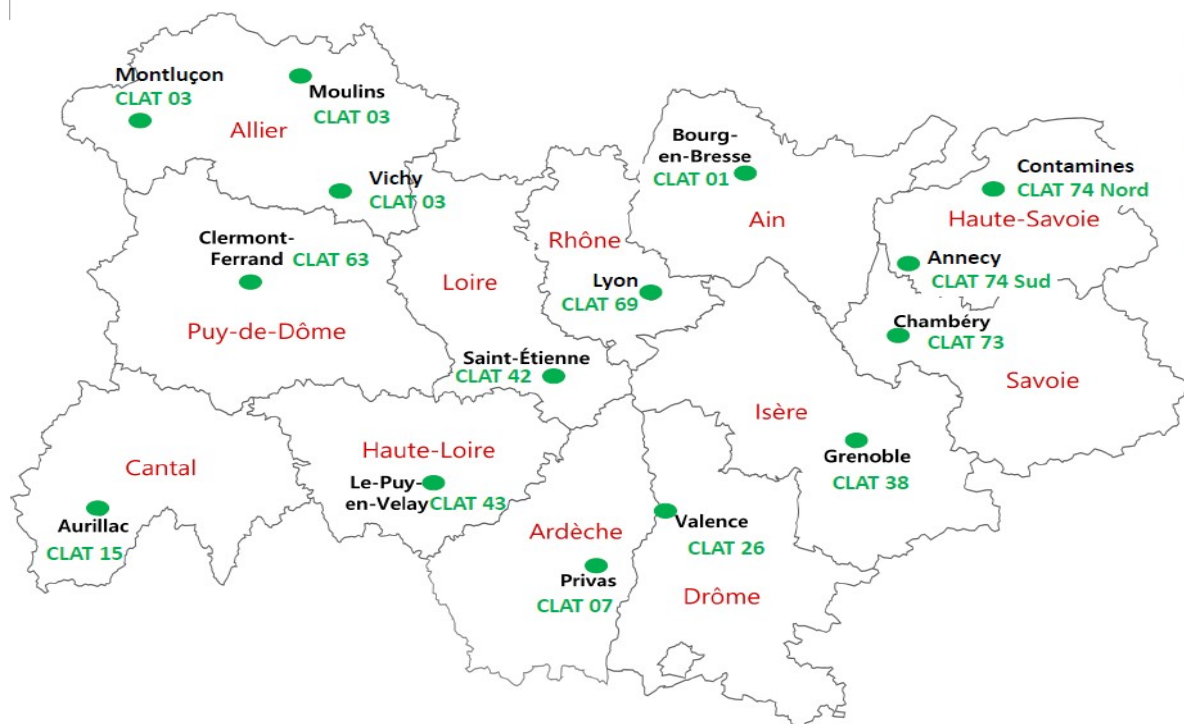 Montluçon
CLAT 03
Moulins
CLAT 03
Allier
Vichy
CLAT 03
Clermont-
Ferrand CLAT 63
Puy-de-Dôme
Loire
Rhône
Lyon
CLAT 69
Bourg-
en-Bresse
CLAT 01
Ain
Contamines
CLAT 74 Nord
Haute-Savoie
Annecy
CLAT 74 Sud
Chambéry
CLAT 73
Savoie
Saint-Étienne
CLAT 42
Isère
Grenoble
CLAT 38
Cantal
Aurillac
CLAT 15
Haute-Loire
Le-Puy-
en-Velay CLAT 43
Ardèche
Privas
CLAT 07
Valence
CLAT 26
Drôme